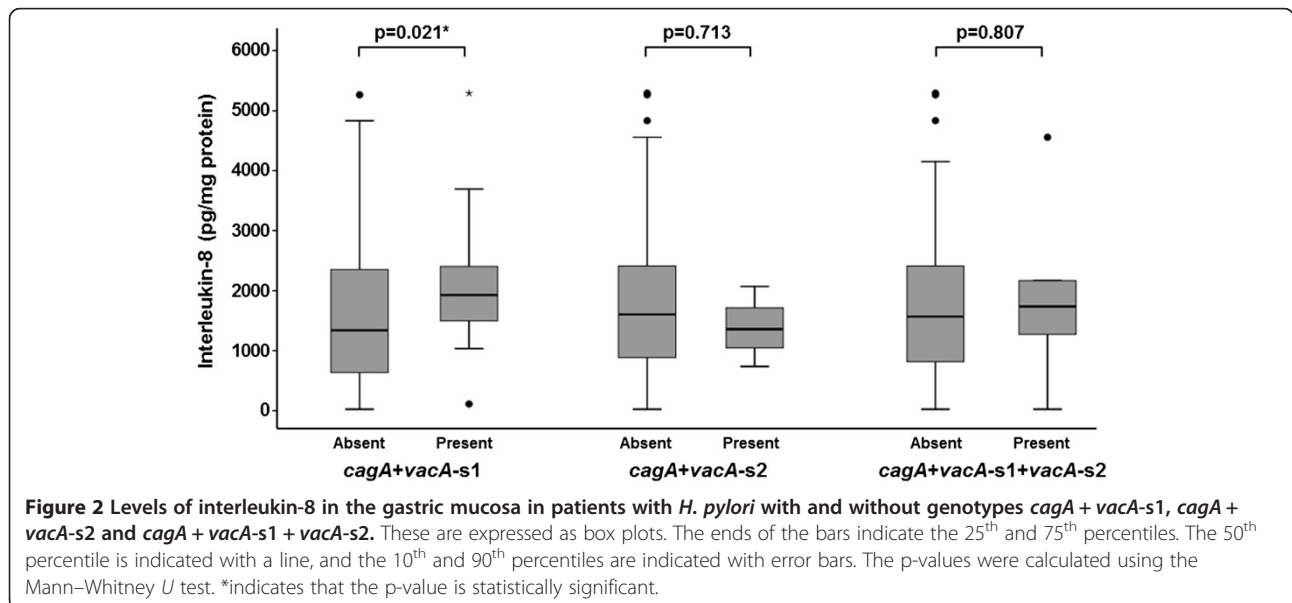 p=0.021* p=0.713 p=0.807
6000
5000
4000
3000
2000
1000
0
Interleukin-8 (pg/mg protein)
*
Absent Present Absent Present Absent Present
cagA+vacA-s1 cagA+vacA-s2 cagA+vacA-s1+vacA-s2
Figure 2 Levels of interleukin-8 in the gastric mucosa in patients with H. pylori with and without genotypes cagA + vacA-s1, cagA +
vacA-s2 and cagA + vacA-s1 + vacA-s2. These are expressed as box plots. The ends of the bars indicate the 25th and 75th percentiles. The 50th
percentile is indicated with a line, and the 10th and 90th percentiles are indicated with error bars. The p-values were calculated using the
Mann–Whitney U test. *indicates that the p-value is statistically significant.